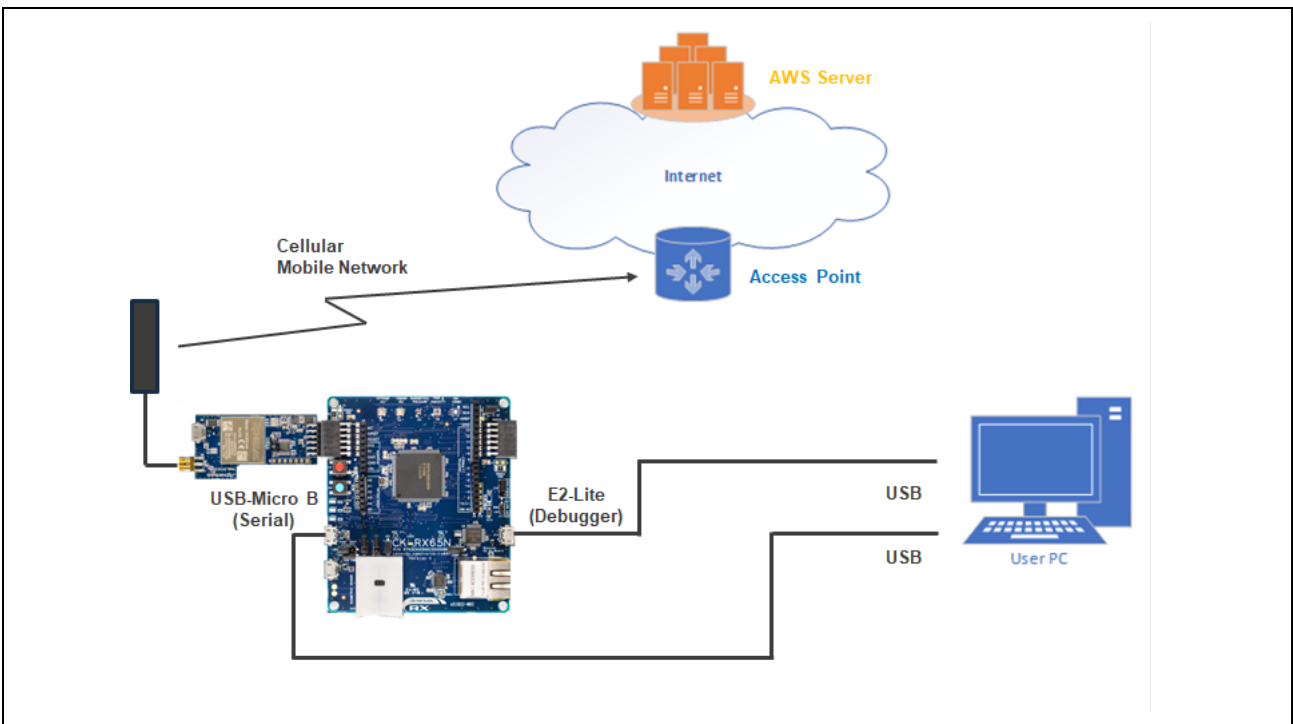 AWS Server
Internet
Cellular
Mobile Network
Access Point
USB-Micro B
(Serial)
E2-Lite
(Debugger)
USB
USB
User PC
CK-RX65N
RX